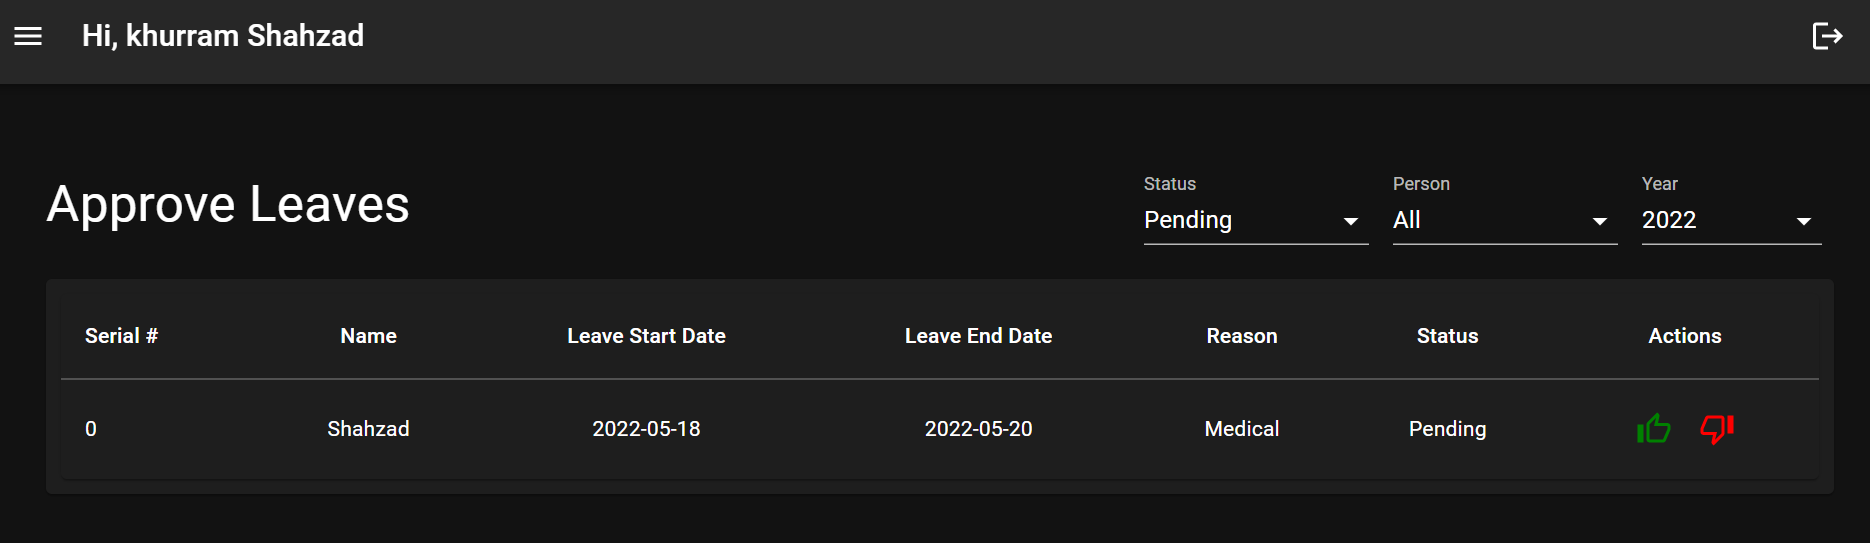 Hi, khurram Shahzad
Approve Leaves
Status
Pending
Person
All
Year
2022
Serial # Name Leave Start Date Leave End Date Reason Status Actions
0 Shahzad 2022-05-18 2022-05-20 Medical Pending